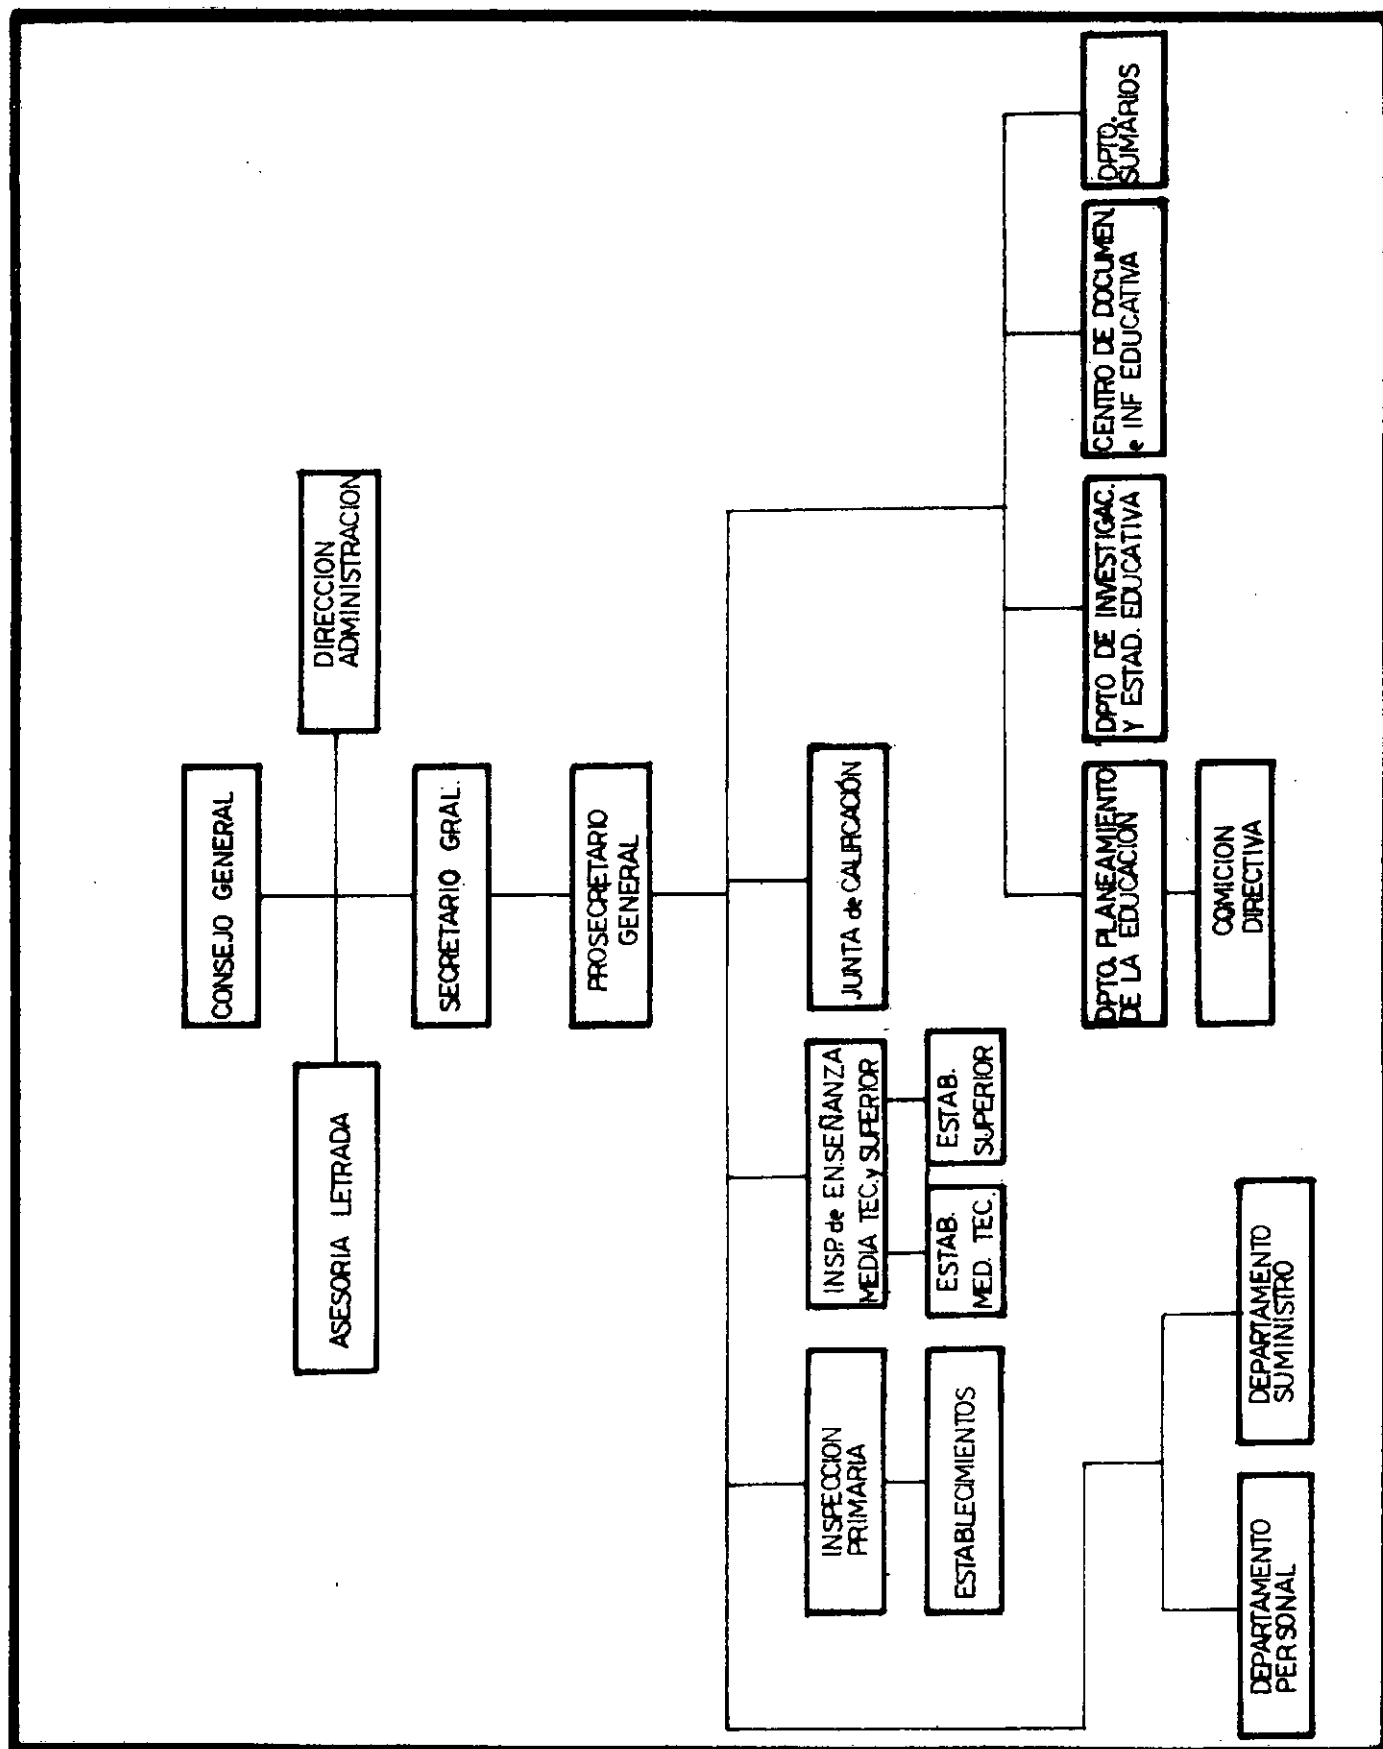 CONSEJO GENERAL
ASESORIA LETRADA
DIRECCION
ADMINISTRACION
SECRETARIO GRAL.
PROSECRETARIO
GENERAL
INSPECCION
PRIMARIA
INSP. de ENSEÑANZA
MEDIA TEC. y SUPERIOR
JUNTA de CALIFICACIÓN
ESTABLECIMIENTOS
ESTAB.
MED. TEC.
ESTAB.
SUPERIOR
DPTO. PLANEAMIENTO
DE LA EDUCACION
DPTO DE INVESTIGAC.
Y ESTAD. EDUCATIVA
CENTRO DE DOCUMEN.
e INF EDUCATIVA
DPTO.
SUMÁRIOS
COMICION
DIRECTIVA
DEPARTAMENTO
PERSONAL
DEPARTAMENTO
SUMINISTRO